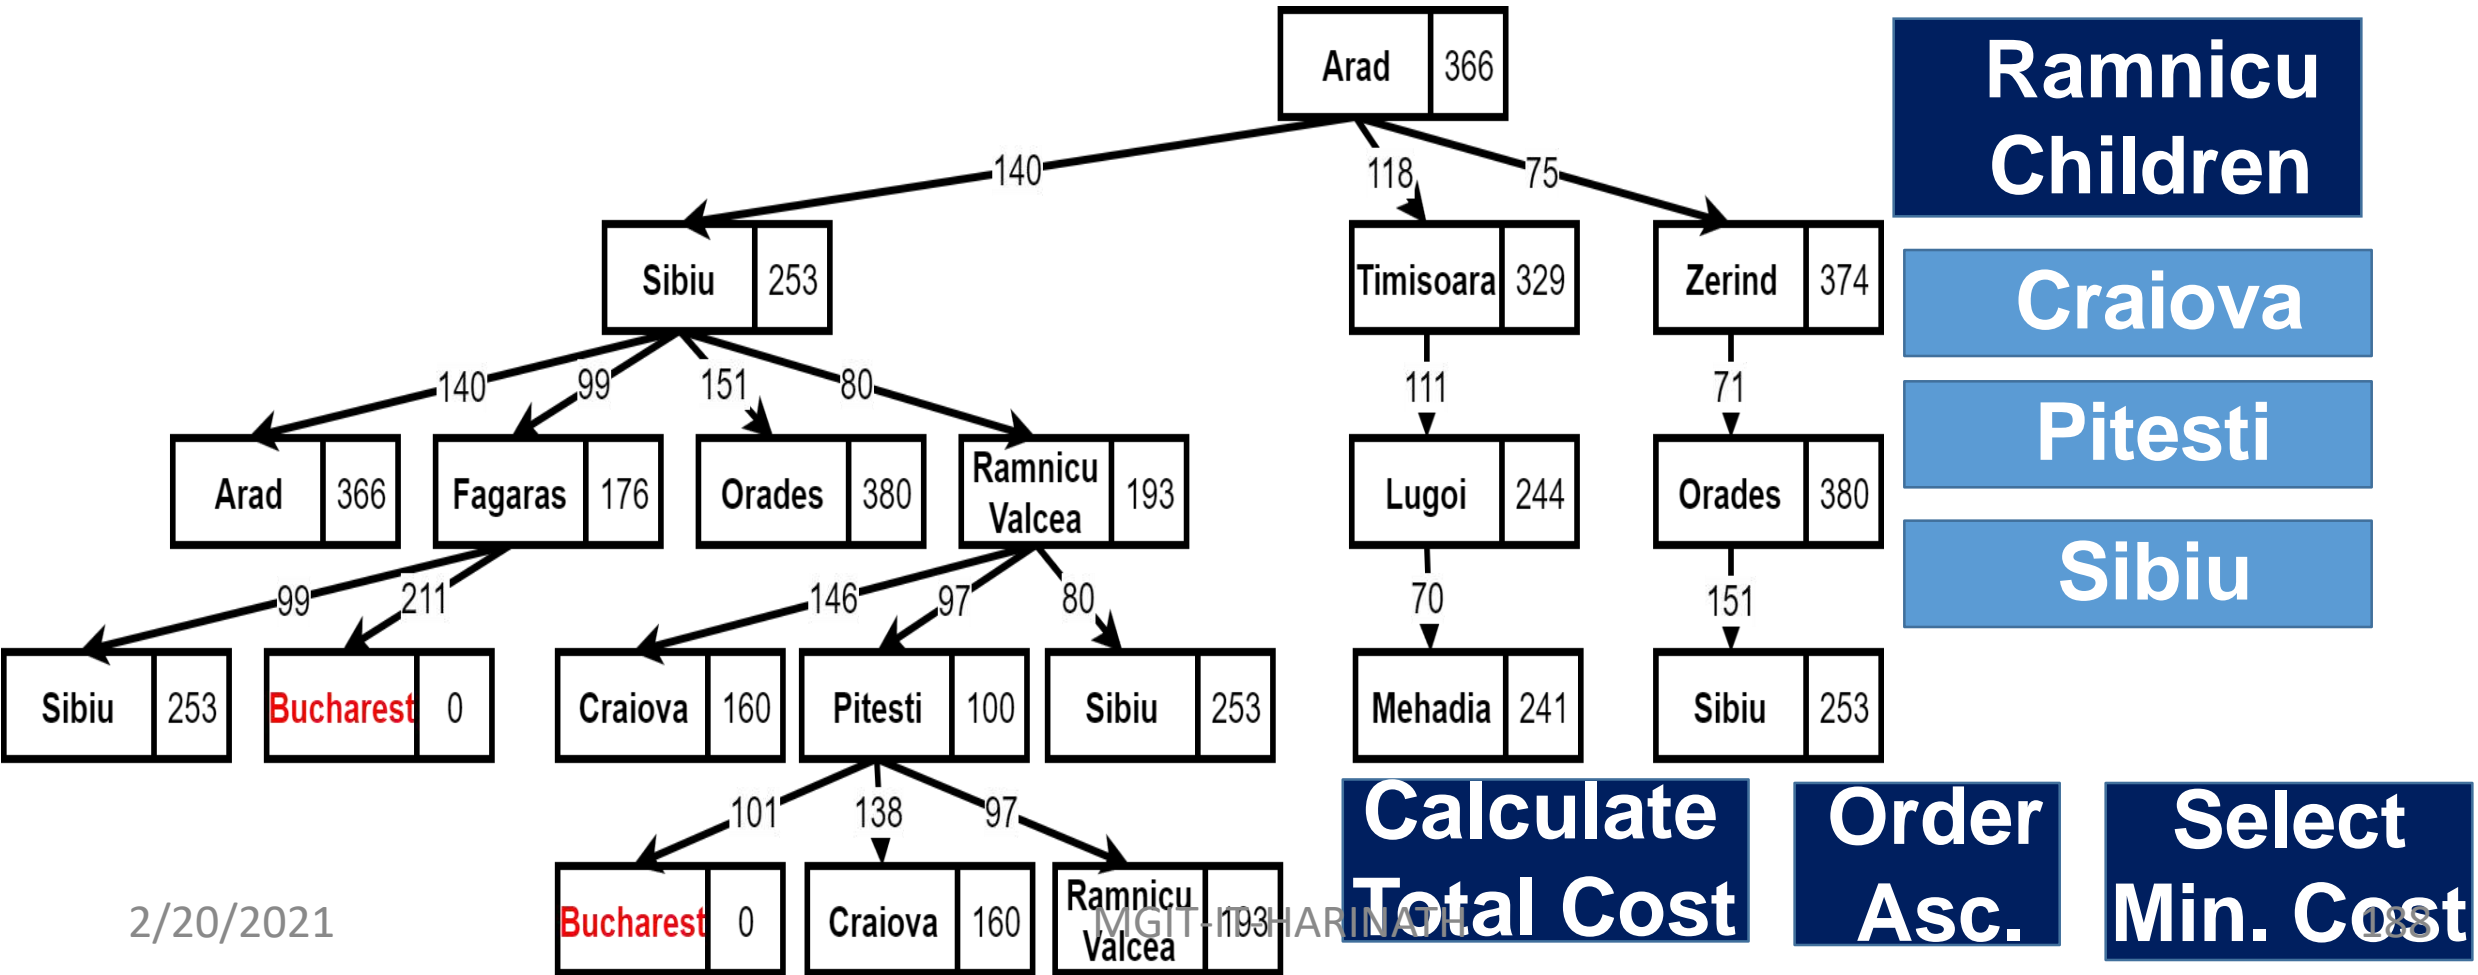 Arad 366
Ramnicu
Children
140
118
75
Sibiu 253
Timisoara 329
Zerind 374
Craiova
140
99
151
80
111
71
Pitesti
Arad 366
Fagaras 176
Orades 380
Ramnicu
Valcea
193
Lugoi 244
Orades 380
Sibiu
99
211
146
97
80
70
151
Sibiu 253
Bucharest 0
Craiova 160
Pitesti 100
Sibiu 253
Mehadia 241
Sibiu 253
101
138
97
Calculate
Total Cost
Order
Asc.
Select
Min. Cost
Bucharest 0
Craiova 160
Ramnicu
Valcea
193
2/20/2021
MGIT-IT-HARINATH
188